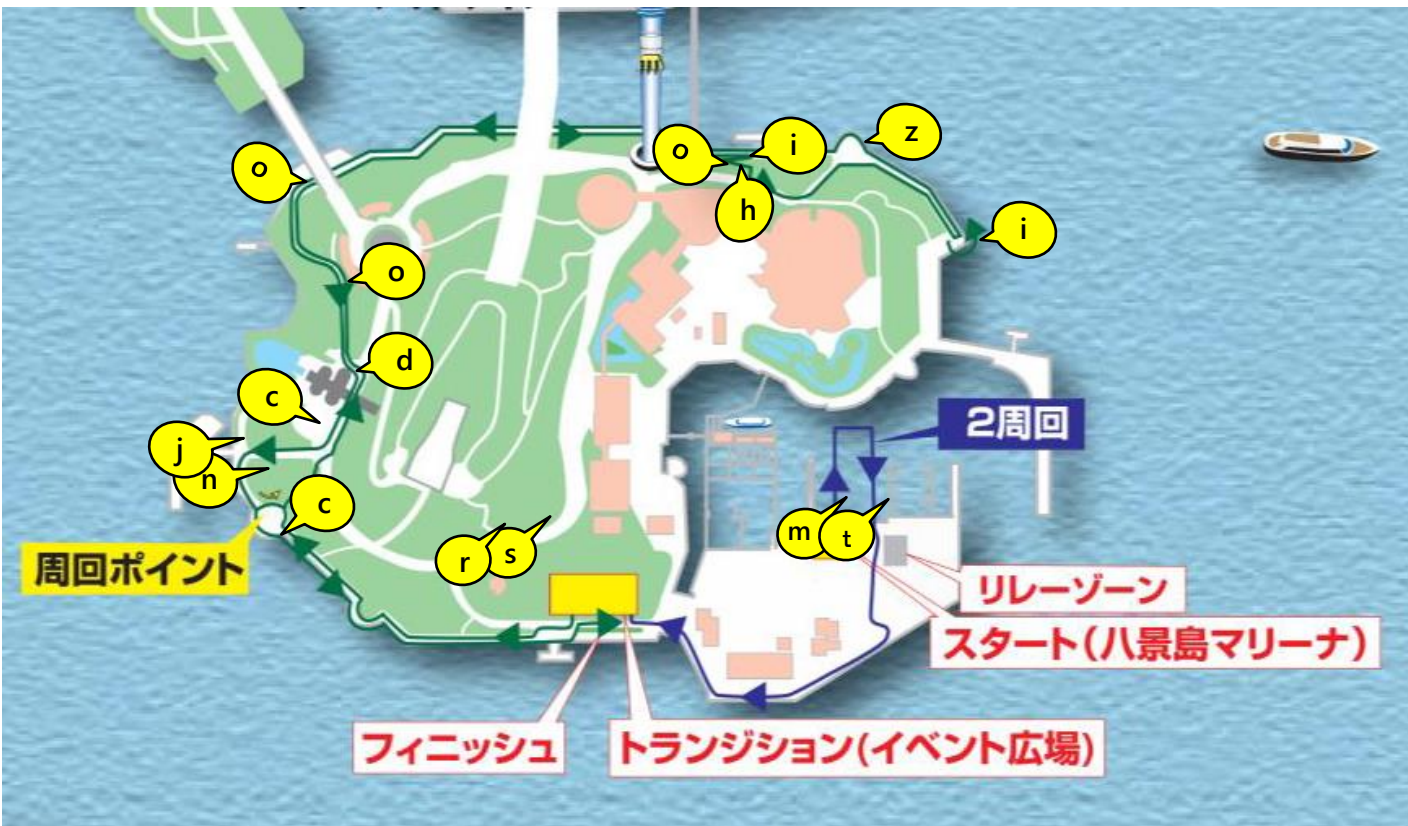 z
o
i
o
h
i
o
d
c
j
n
c
2周回
m
t
r
s
周回ポイント
リレーゾーン
スタート(八景島マリーナ)
フィニッシュ
トランジション(イベント広場)